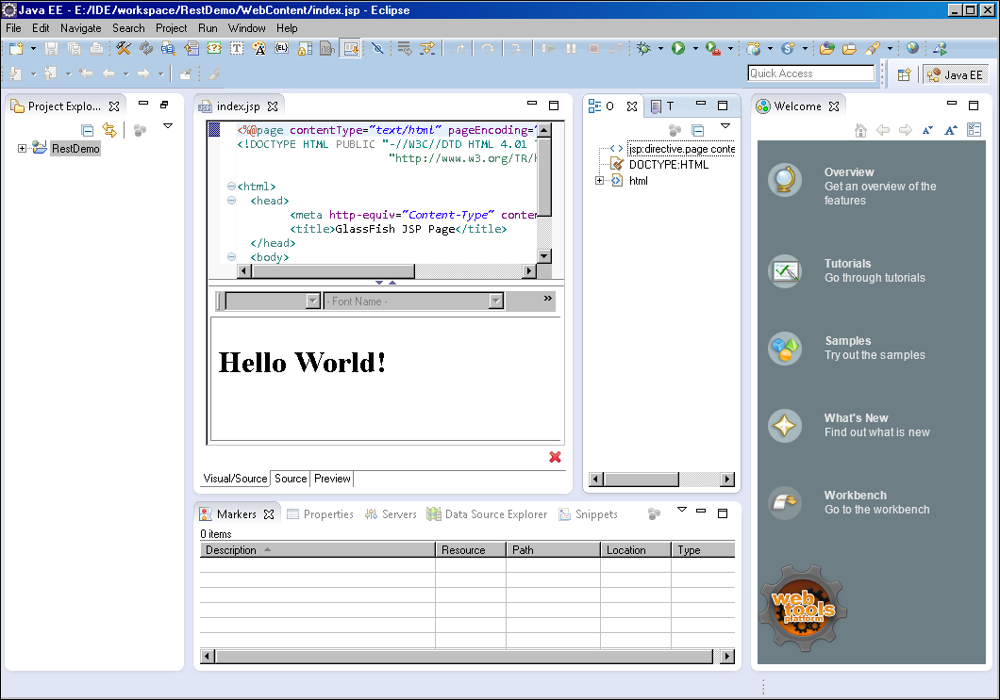 Java EE - E:/IDE/workspace/RestDemo/WebContent/index.jsp - Eclipse
File Edit Navigate Search Project Run Window Help
Quick Access
Java EE
Project Explo...
RestDemo
index.jsp
<%@page contentType="text/html" pageEncoding="
<!DOCTYPE HTML PUBLIC "-//W3C//DTD HTML 4.01
"http://www.w3.org/TR/h
<html>
<head>
<meta http-equiv="Content-Type" conte
<title>GlassFish JSP Page</title>
</head>
<body>
- Font Name -
»
Hello World!
Visual/Source Source Preview
O T
jsp:directive.page conte
DOCTYPE:HTML
html
Welcome
Overview
Get an overview of the
features
Tutorials
Go through tutorials
Samples
Try out the samples
What's New
Find out what is new
Workbench
Go to the workbench
web
tools
platform
Markers Properties Servers Data Source Explorer Snippets
0 items
Description Resource Path Location Type